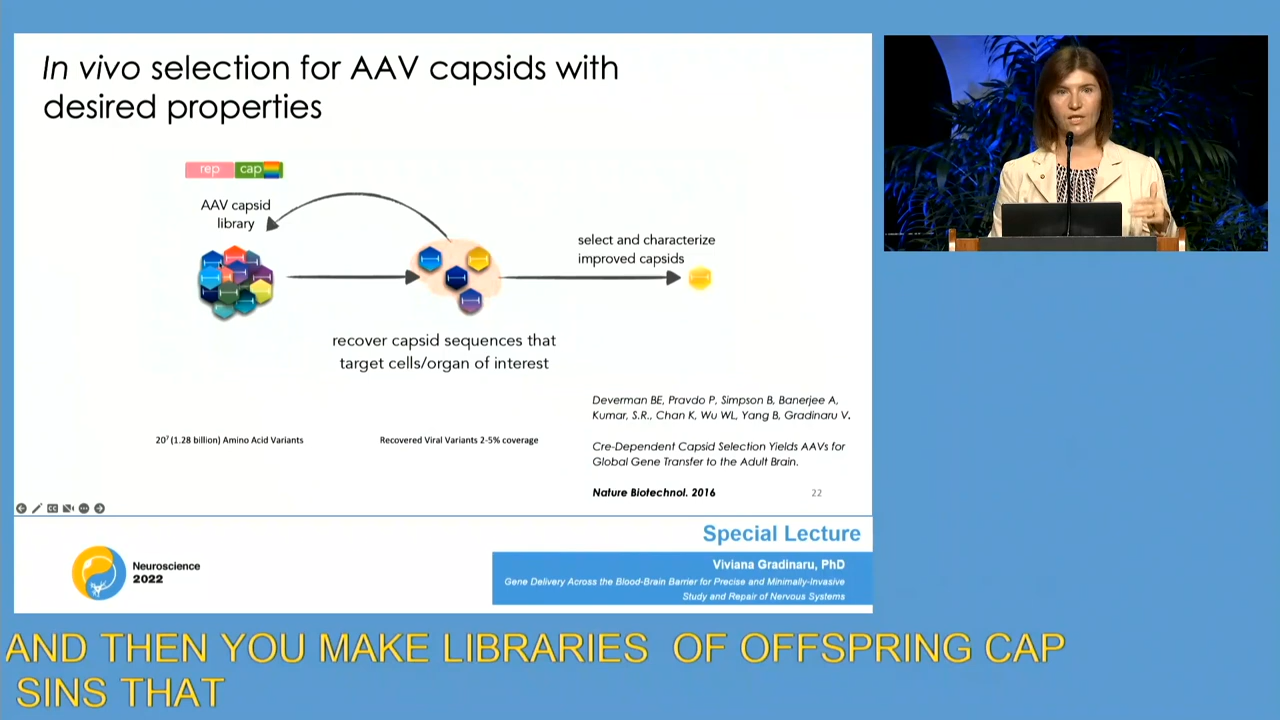 In vivo selection for AAV capsids with
desired properties
rep cap
AAV capsid
library
select and characterize
improved capsids
recover capsid sequences that
target cells/organ of interest
Deverman BE, Pravdo P, Simpson B, Banerjee A,
Kumar, S.R., Chan K, Wu WL, Yang B, Gradinaru V.
20⁷ (1.28 billion) Amino Acid Variants
Recovered Viral Variants 2-5% coverage
Cre-Dependent Capsid Selection Yields AAVs for
Global Gene Transfer to the Adult Brain.
Nature Biotechnol. 2016
22
Special Lecture
Neuroscience
2022
Viviana Gradinaru, PhD
Gene Delivery Across the Blood-Brain Barrier for Precise and Minimally-Invasive
Study and Repair of Nervous Systems
AND THEN YOU MAKE LIBRARIES  OF OFFSPRING CAP
SINS THAT